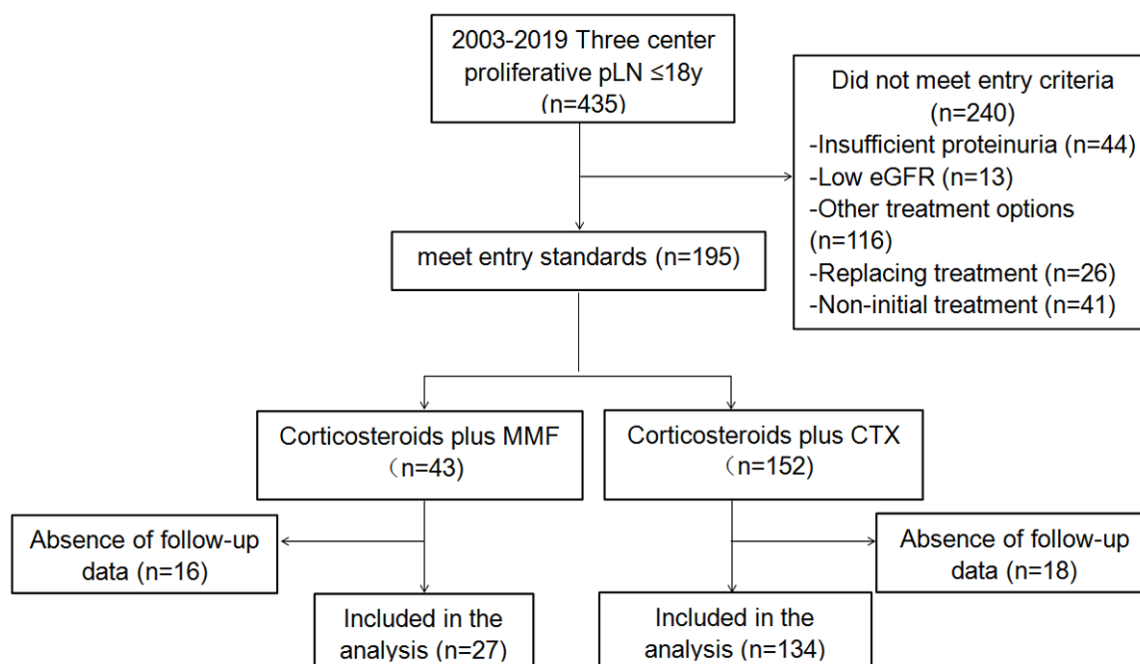 2003-2019 Three center
proliferative pLN ≤18y
(n=435)
Did not meet entry criteria
(n=240)
-Insufficient proteinuria (n=44)
-Low eGFR (n=13)
-Other treatment options
(n=116)
-Replacing treatment (n=26)
-Non-initial treatment (n=41)
meet entry standards (n=195)
Corticosteroids plus MMF
（n=43)
Corticosteroids plus CTX
（n=152)
Absence of follow-up
data (n=16)
Included in the
analysis (n=27)
Included in the
analysis (n=134)
Absence of follow-up
data (n=18)